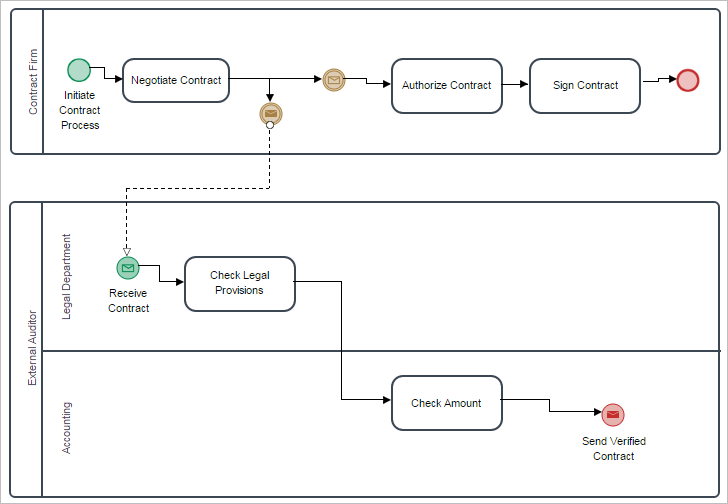 Contract Firm
Initiate
Contract
Process
Negotiate Contract
Authorize Contract
Sign Contract
External Auditor
Legal Department
Receive
Contract
Check Legal
Provisions
Accounting
Check Amount
Send Verified
Contract